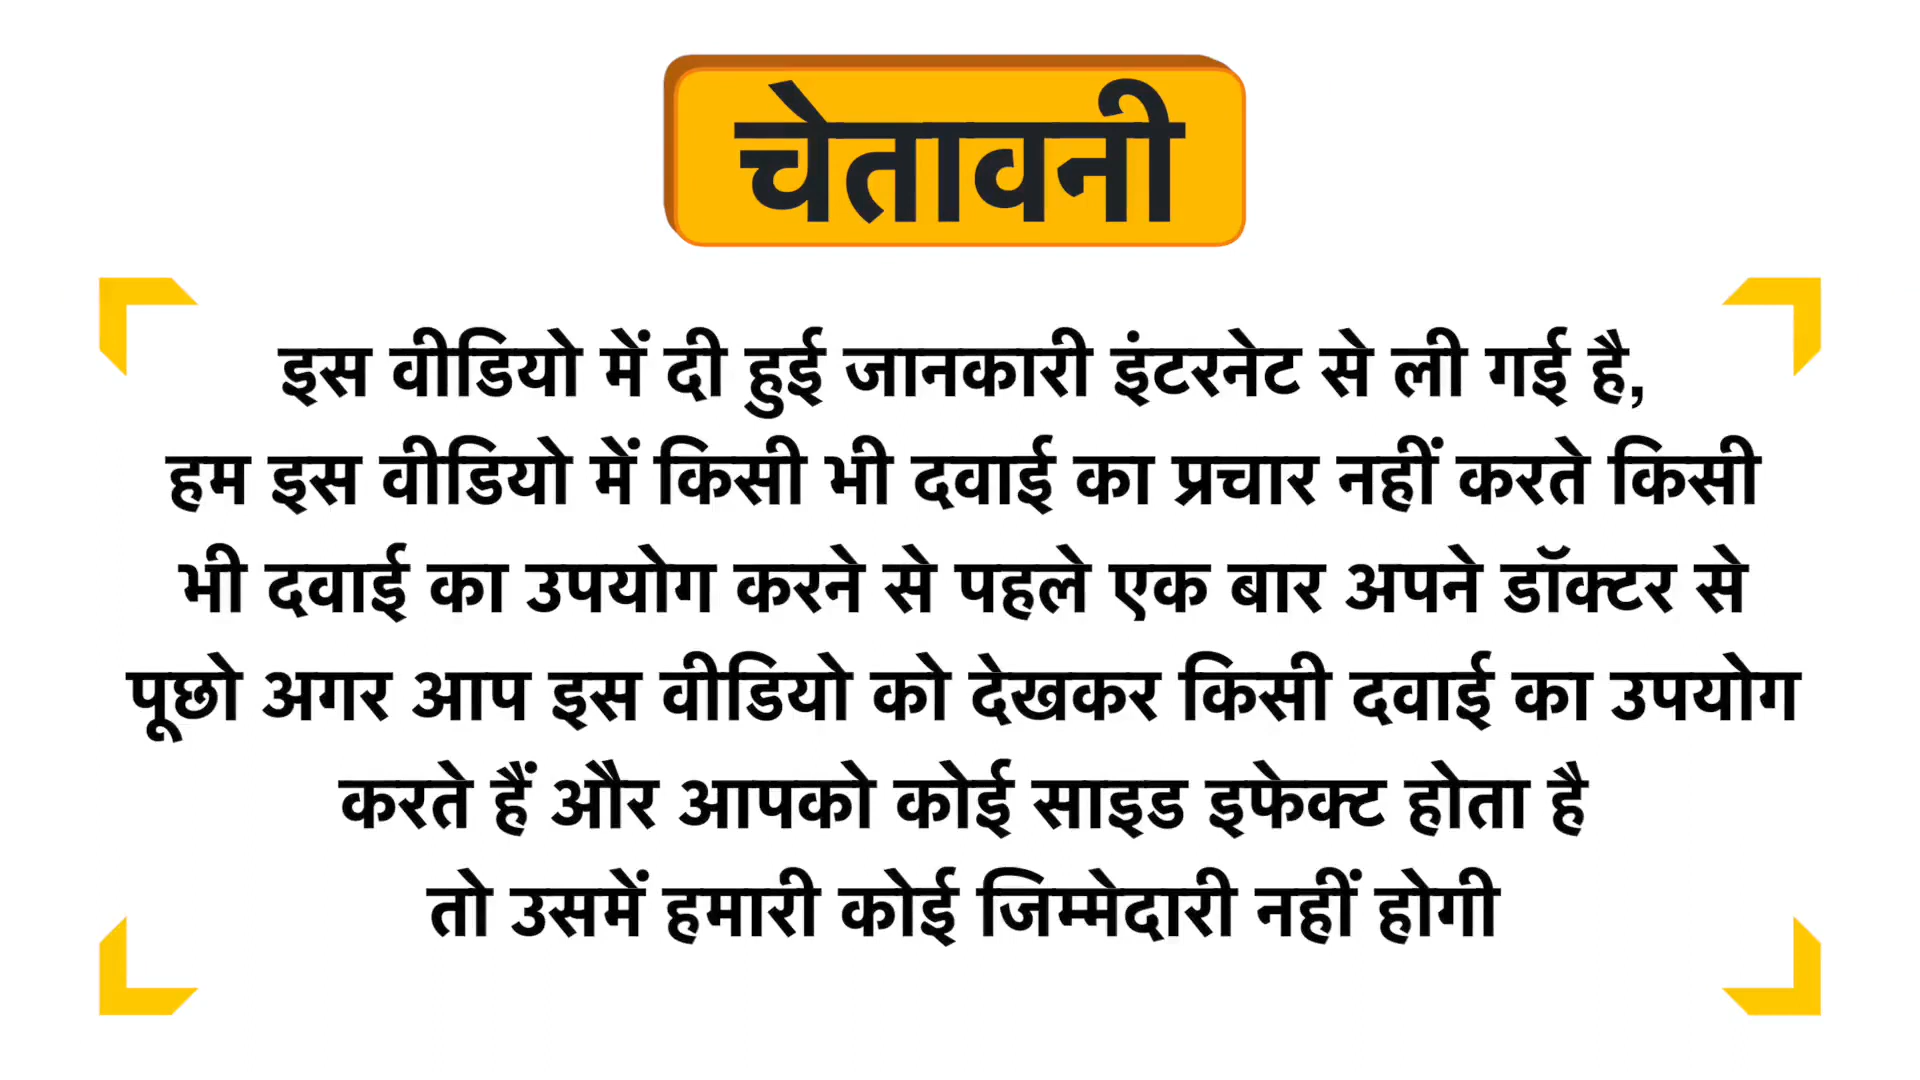 चेतावनी
इस वीडियो में दी हुई जानकारी इंटरनेट से ली गई है,
हम इस वीडियो में किसी भी दवाई का प्रचार नहीं करते किसी
भी दवाई का उपयोग करने से पहले एक बार अपने डॉक्टर से
पूछो अगर आप इस वीडियो को देखकर किसी दवाई का उपयोग
करते हैं और आपको कोई साइड इफेक्ट होता है
तो उसमें हमारी कोई जिम्मेदारी नहीं होगी